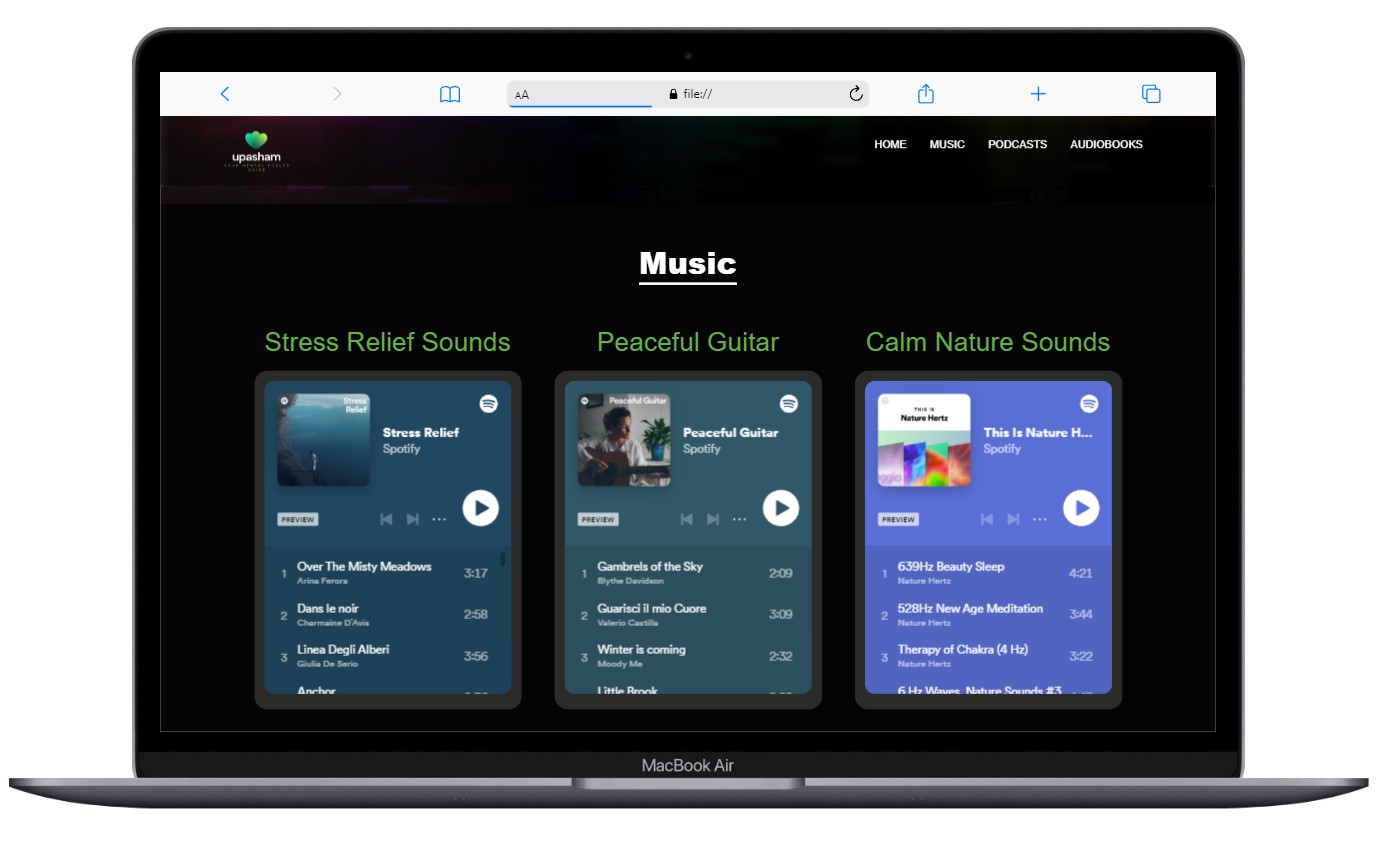 AA
file://
upasham
YOUR MENTAL HEALTH
GUIDE
HOME
MUSIC
PODCASTS
AUDIOBOOKS
Music
Stress Relief Sounds
Stress
Relief
Stress Relief
Spotify
PREVIEW
1 Over The Misty Meadows 3:17
Arina Ferora
2 Dans le noir 2:58
Charmaine D'Avis
3 Linea Degli Alberi 3:56
Giulia De Serio
Anchor
Peaceful Guitar
Peaceful Guitar
Peaceful Guitar
Spotify
PREVIEW
1 Gambrels of the Sky 2:09
Blythe Davidson
2 Guarisci il mio Cuore 3:09
Valerio Castilla
3 Winter is coming 2:32
Moody Me
Little Brook
Calm Nature Sounds
THIS IS
Nature Hertz
This Is Nature H...
Spotify
PREVIEW
1 639Hz Beauty Sleep 4:21
Nature Hertz
2 528Hz New Age Meditation 3:44
Nature Hertz
3 Therapy of Chakra (4 Hz) 3:22
Nature Hertz
6 Hz Waves, Nature Sounds #3
MacBook Air